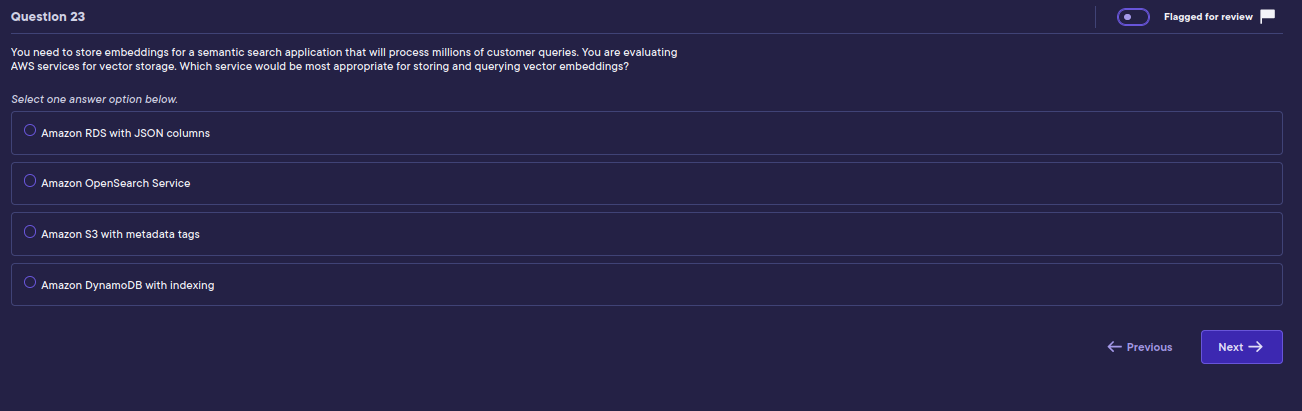 Question 23
Flagged for review
You need to store embeddings for a semantic search application that will process millions of customer queries. You are evaluating
AWS services for vector storage. Which service would be most appropriate for storing and querying vector embeddings?
Select one answer option below.
Amazon RDS with JSON columns
Amazon OpenSearch Service
Amazon S3 with metadata tags
Amazon DynamoDB with indexing
Previous
Next